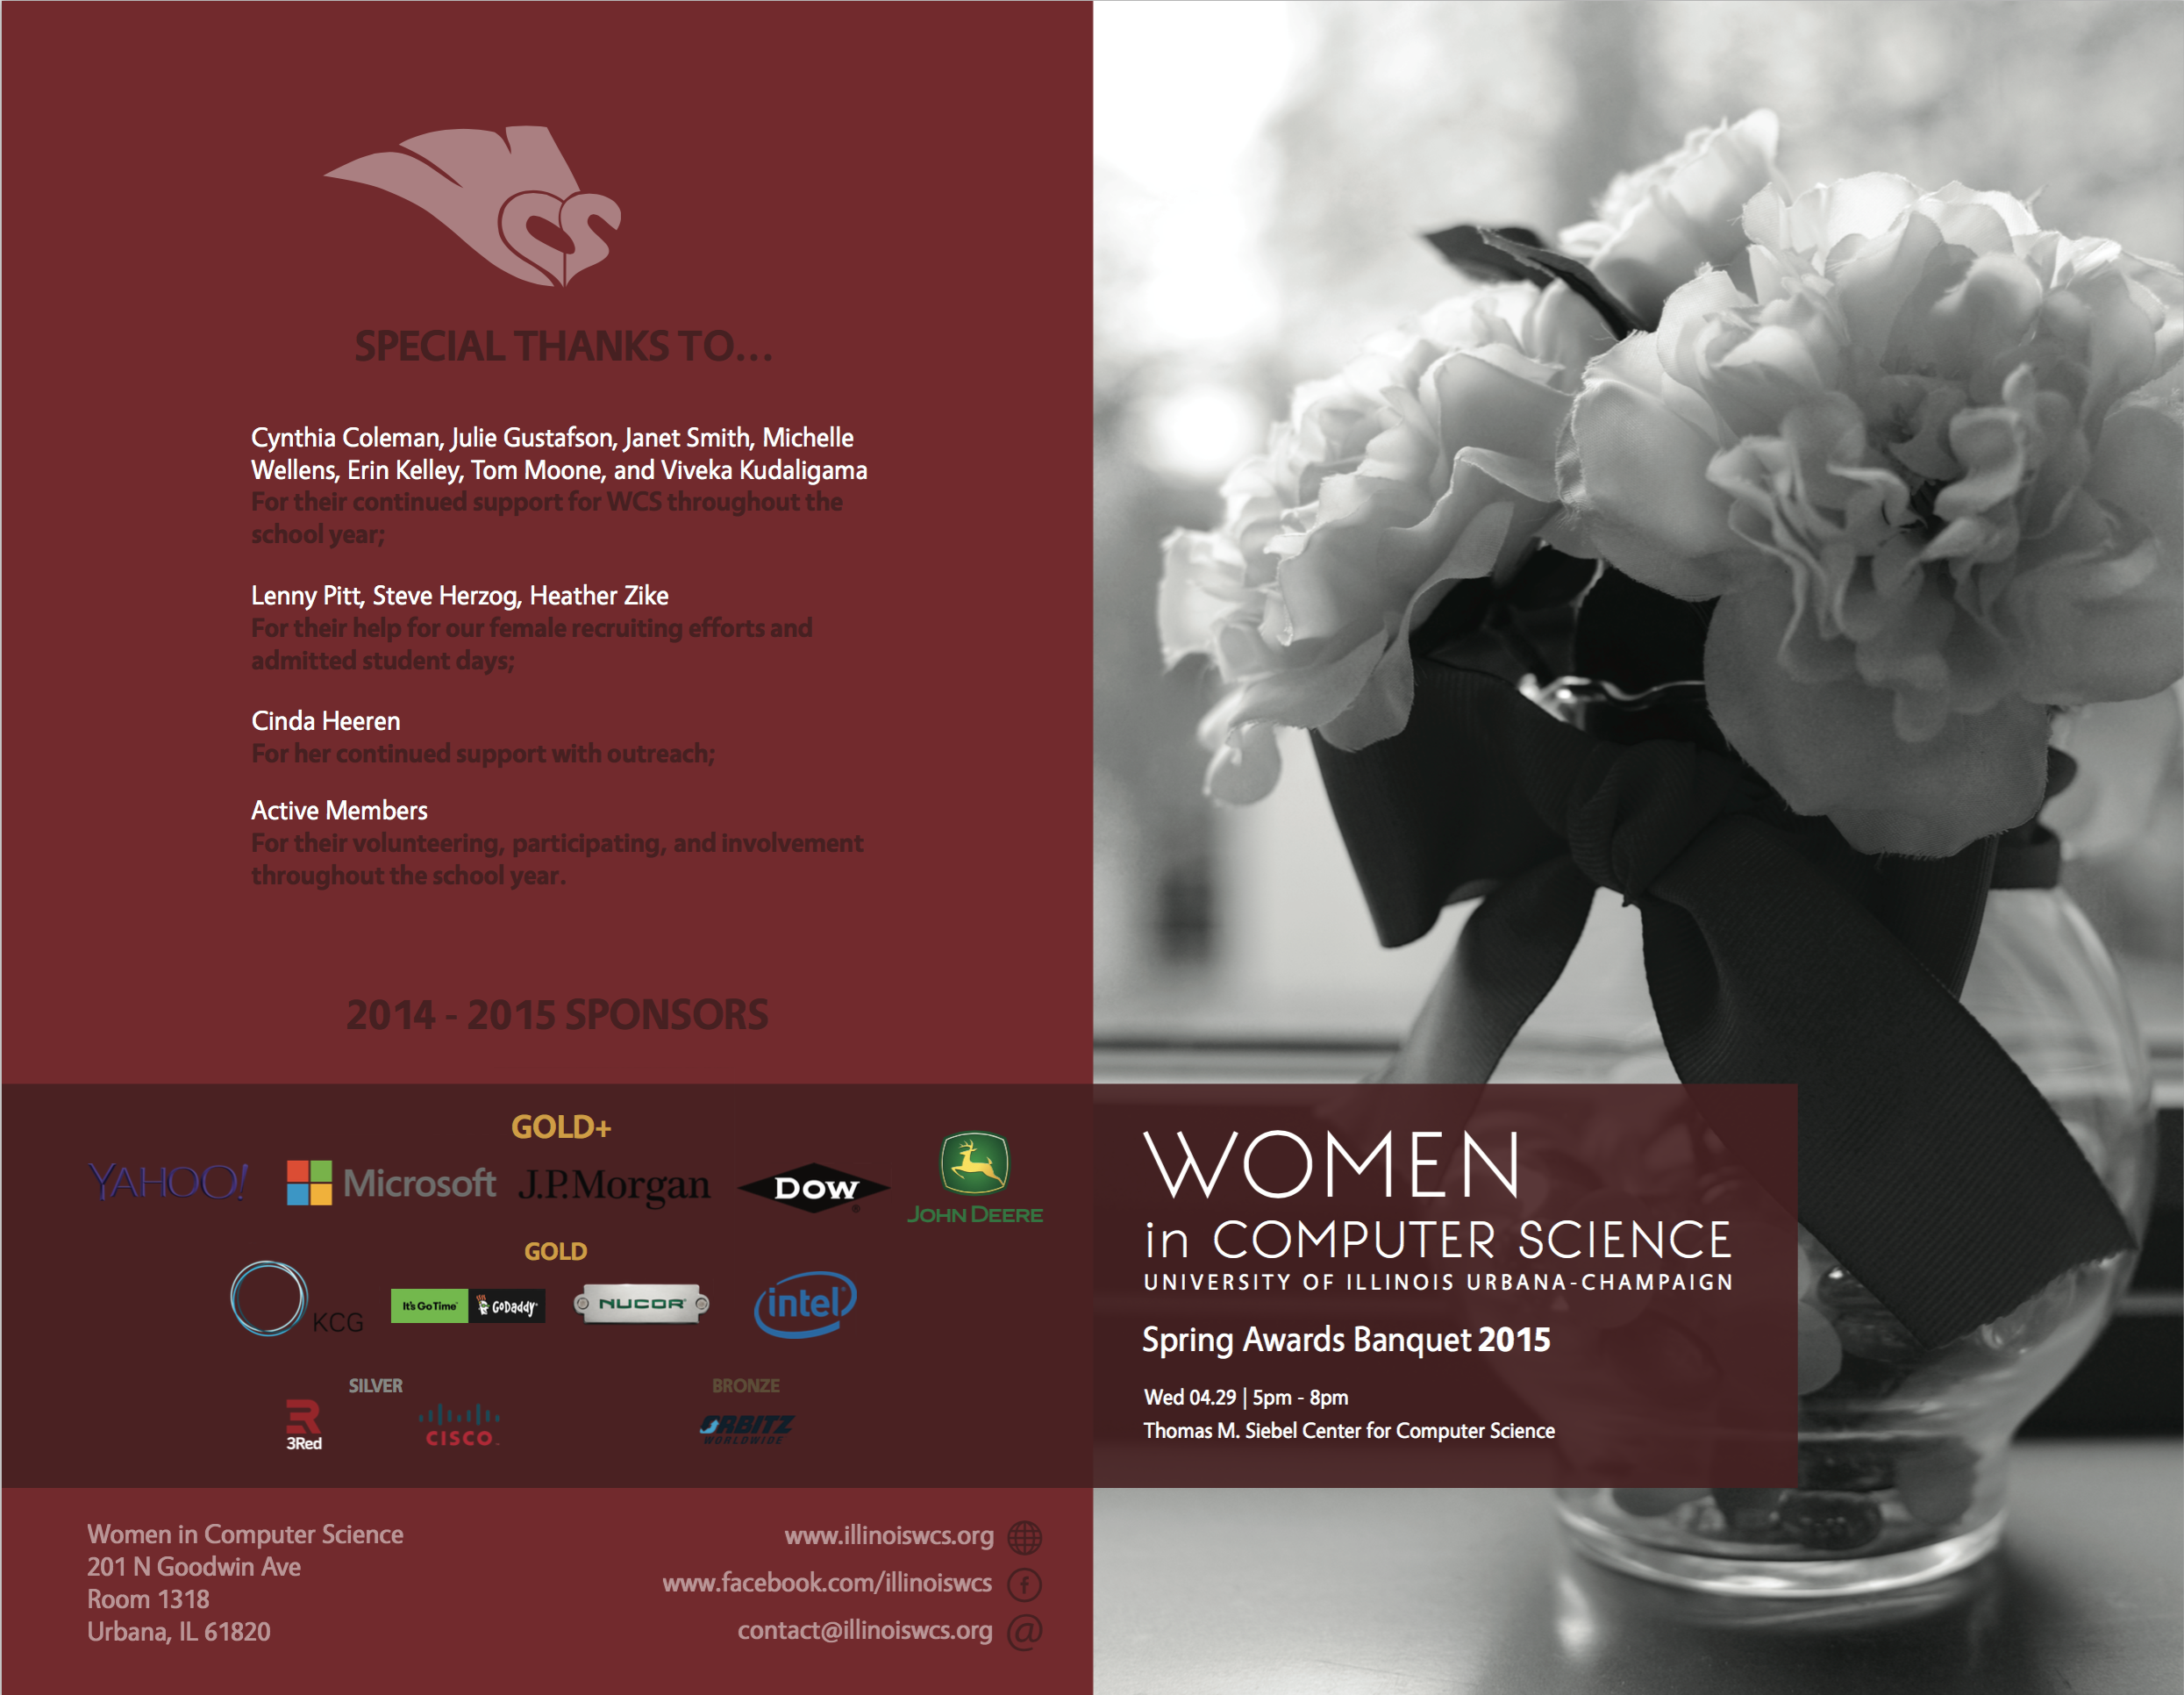 CS
SPECIAL THANKS TO...
Cynthia Coleman, Julie Gustafson, Janet Smith, Michelle
Wellens, Erin Kelley, Tom Moone, and Viveka Kudaligama
For their continued support for WCS throughout the
school year;
Lenny Pitt, Steve Herzog, Heather Zike
For their help for our female recruiting efforts and
admitted student days;
Cinda Heeren
For her continued support with outreach;
Active Members
For their volunteering, participating, and involvement
throughout the school year.
2014 - 2015 SPONSORS
GOLD+
YAHOO! Microsoft J.P.Morgan DOW JOHN DEERE
GOLD
KCG It's Go Time GoDaddy NUCOR intel
SILVER BRONZE
3Red CISCO ORBITZ
WORLDWIDE
Women in Computer Science
201 N Goodwin Ave
Room 1318
Urbana, IL 61820
www.illinoiswcs.org
www.facebook.com/illinoiswcs
contact@illinoiswcs.org @
WOMEN
in COMPUTER SCIENCE
UNIVERSITY OF ILLINOIS URBANA-CHAMPAIGN
Spring Awards Banquet 2015
Wed 04.29 | 5pm - 8pm
Thomas M. Siebel Center for Computer Science